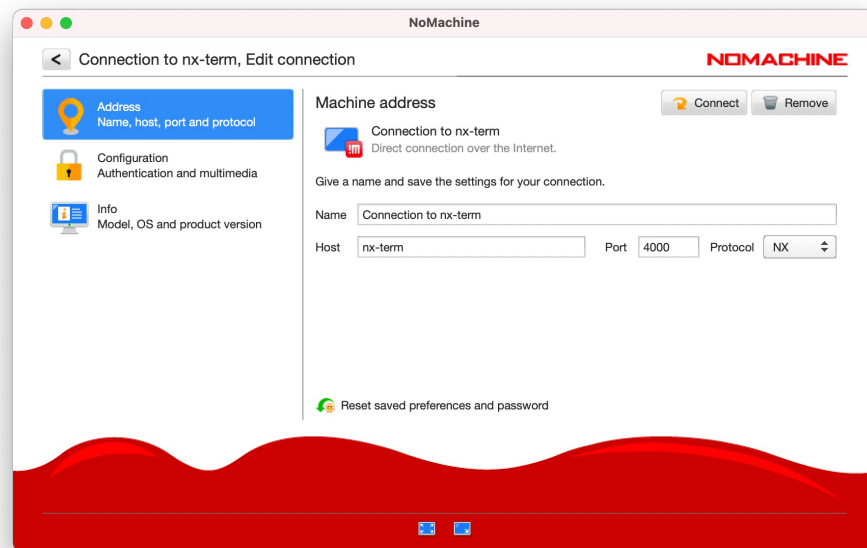 NoMachine
Connection to nx-term, Edit connection
NOMACHINE
Address
Name, host, port and protocol
Configuration
Authentication and multimedia
Info
Model, OS and product version
Machine address
Connect
Remove
!M
Connection to nx-term
Direct connection over the Internet.
Give a name and save the settings for your connection.
Name Connection to nx-term
Host nx-term Port 4000 Protocol NX
Reset saved preferences and password